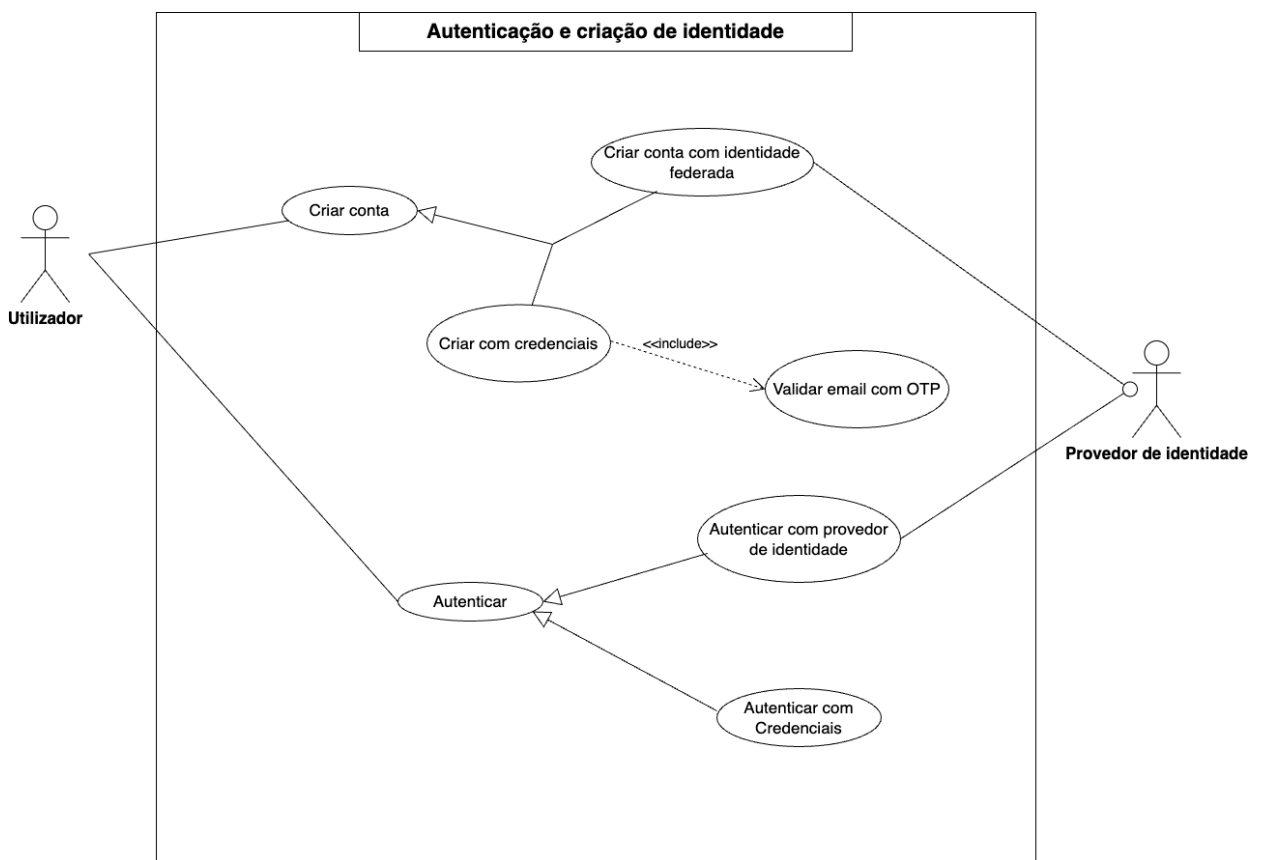 Autenticação e criação de identidade
Criar conta com identidade
federada
Criar conta
Utilizador
Criar com credenciais
<<include>>
Validar email com OTP
Provedor de identidade
Autenticar com provedor
de identidade
Autenticar
Autenticar com
Credenciais